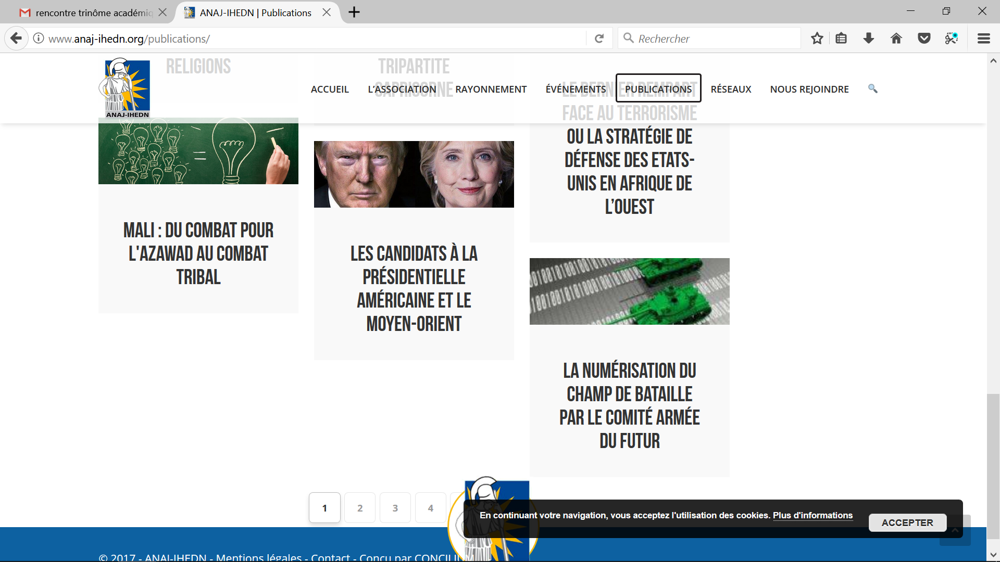 rencontre trinôme académiq
ANAJ-IHEDN | Publications
www.anaj-ihedn.org/publications/
Rechercher
ANAJ-IHEDN
ACCUEIL
L'ASSOCIATION
RAYONNEMENT
ÉVÉNEMENTS
PUBLICATIONS
RÉSEAUX
NOUS REJOINDRE
RELIGIONS
MALI : DU COMBAT POUR
L'AZAWAD AU COMBAT
TRIBAL
TRIPARTITE
CAPRICORNE
LES CANDIDATS À LA
PRÉSIDENTIELLE
AMÉRICAINE ET LE
MOYEN-ORIENT
LE DERNIER REMPART
FACE AU TERRORISME
OU LA STRATÉGIE DE
DÉFENSE DES ETATS-
UNIS EN AFRIQUE DE
L'OUEST
LA NUMÉRISATION DU
CHAMP DE BATAILLE
PAR LE COMITÉ ARMÉE
DU FUTUR
1
2
3
4
En continuant votre navigation, vous acceptez l'utilisation des cookies. Plus d'informations
ACCEPTER
© 2017 - ANAJ-IHEDN - Mentions légales - Contact - Conçu par CONCILIUM